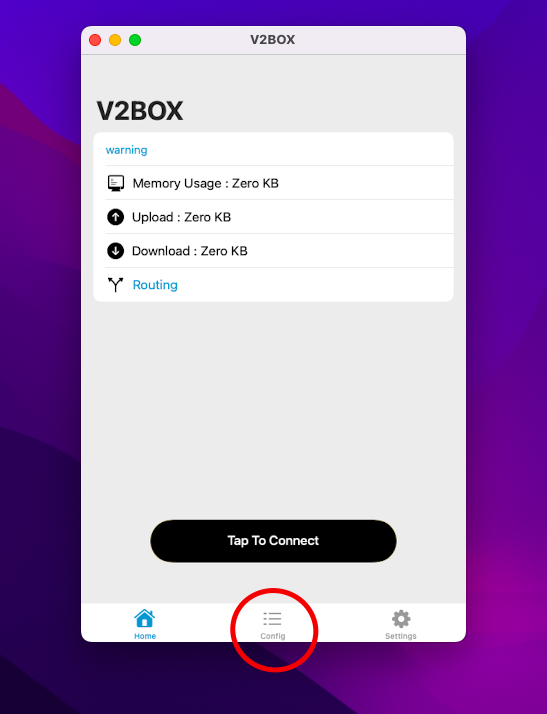 V2BOX
V2BOX
warning
Memory Usage : Zero KB
Upload : Zero KB
Download : Zero KB
Routing
Tap To Connect
Home
Config
Settings